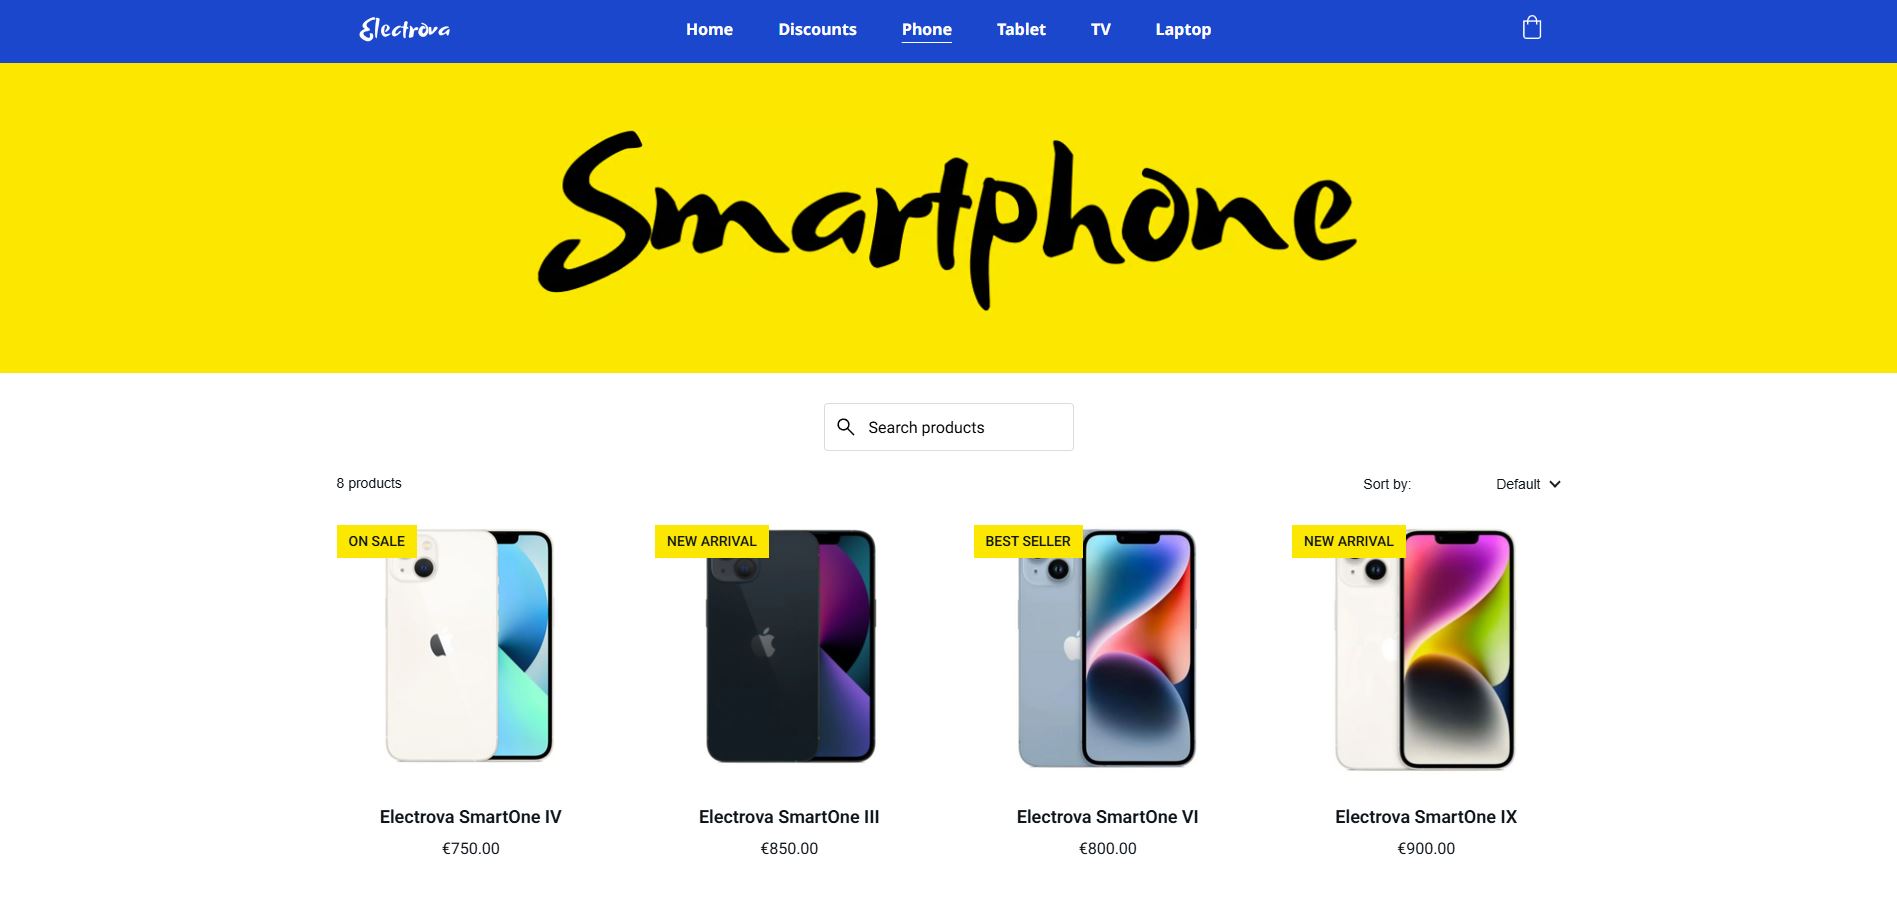 Electrova
Home Discounts Phone Tablet TV Laptop
Smartphone
Search products
8 products
Sort by: Default
ON SALE
NEW ARRIVAL
BEST SELLER
NEW ARRIVAL
Electrova SmartOne IV
€750.00
Electrova SmartOne III
€850.00
Electrova SmartOne VI
€800.00
Electrova SmartOne IX
€900.00